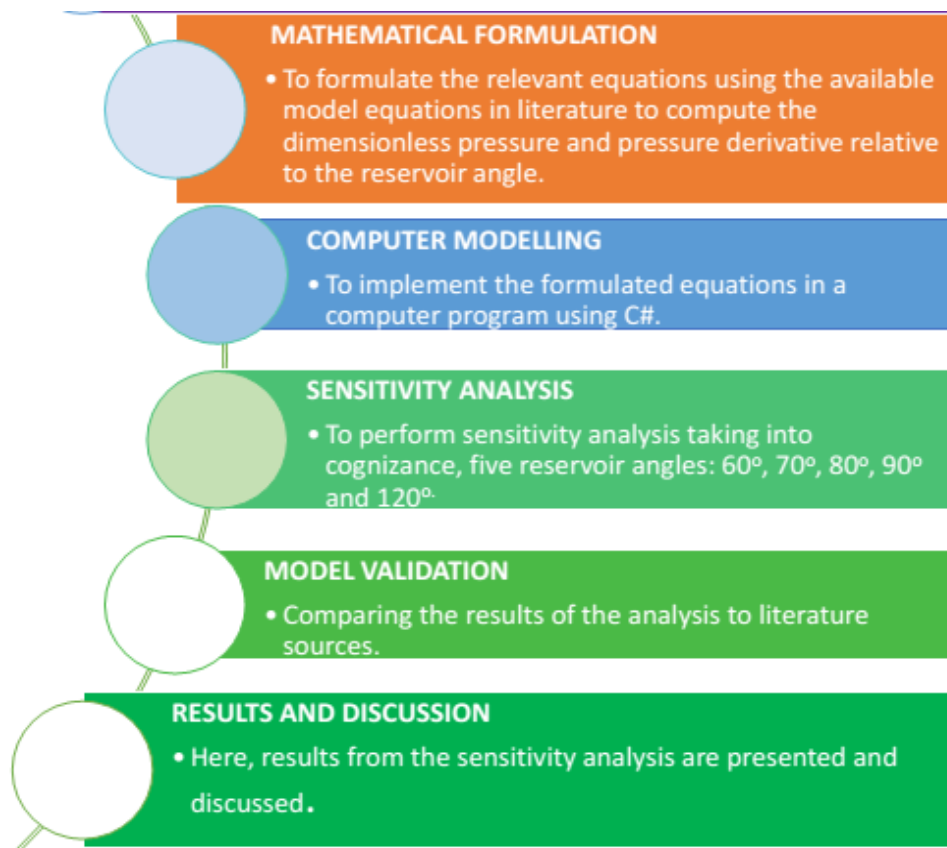 MATHEMATICAL FORMULATION
• To formulate the relevant equations using the available
model equations in literature to compute the
dimensionless pressure and pressure derivative relative
to the reservoir angle.
COMPUTER MODELLING
• To implement the formulated equations in a
computer program using C#.
SENSITIVITY ANALYSIS
• To perform sensitivity analysis taking into
cognizance, five reservoir angles: 60º, 70º, 80º, 90º
and 120º.
MODEL VALIDATION
• Comparing the results of the analysis to literature
sources.
RESULTS AND DISCUSSION
• Here, results from the sensitivity analysis are presented and
discussed.